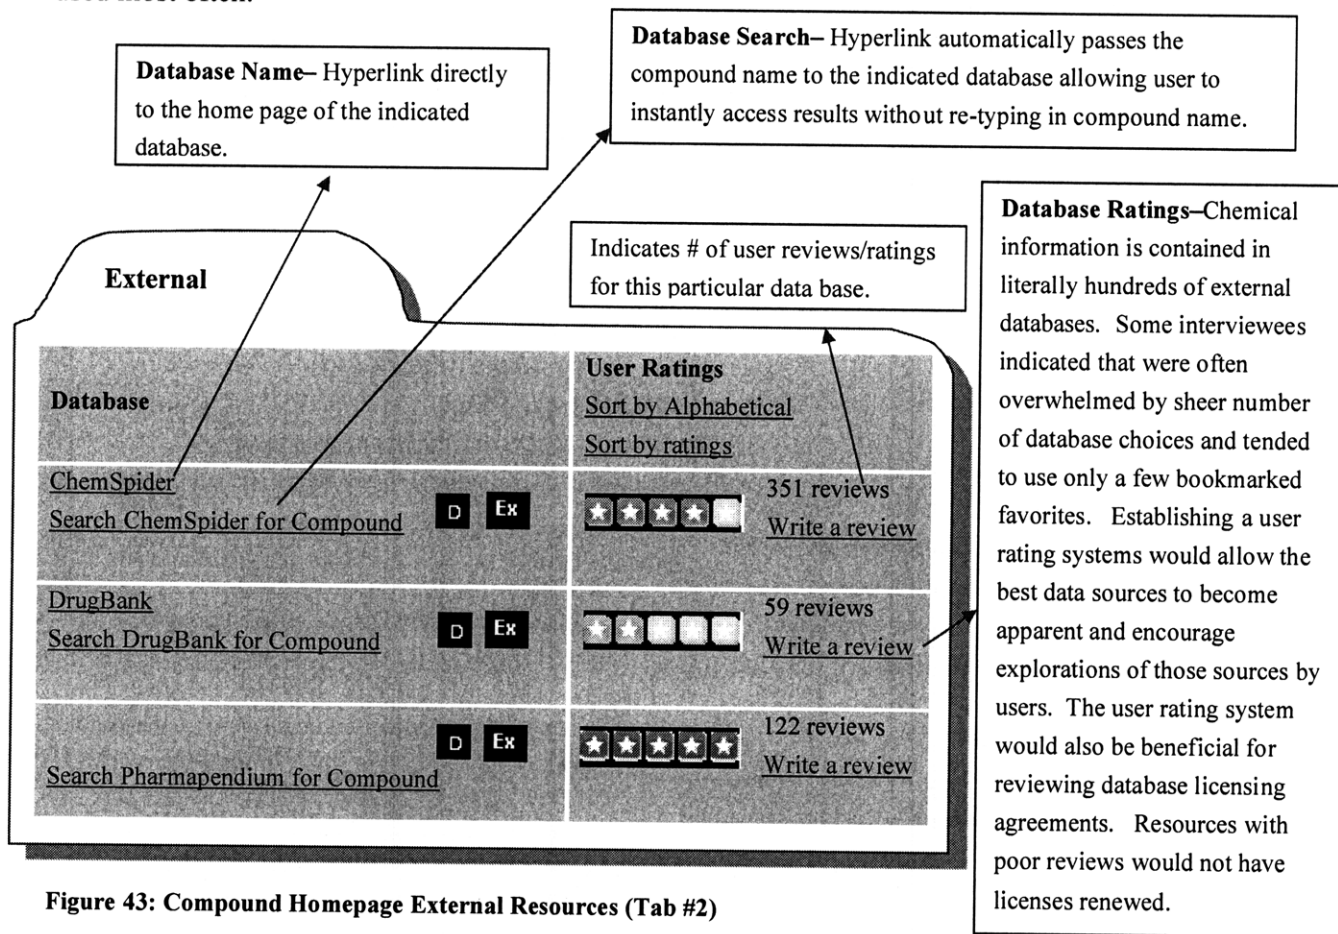 Database Name– Hyperlink directly
to the home page of the indicated
database.
Database Search– Hyperlink automatically passes the
compound name to the indicated database allowing user to
instantly access results without re-typing in compound name.
Indicates # of user reviews/ratings
for this particular data base.
External
Database
User Ratings
Sort by Alphabetical
Sort by ratings
ChemSpider
Search ChemSpider for Compound
D
Ex
351 reviews
Write a review
DrugBank
Search DrugBank for Compound
D
Ex
59 reviews
Write a review
Search Pharmapendium for Compound
D
Ex
122 reviews
Write a review
Database Ratings–Chemical
information is contained in
literally hundreds of external
databases. Some interviewees
indicated that were often
overwhelmed by sheer number
of database choices and tended
to use only a few bookmarked
favorites. Establishing a user
rating systems would allow the
best data sources to become
apparent and encourage
explorations of those sources by
users. The user rating system
would also be beneficial for
reviewing database licensing
agreements. Resources with
poor reviews would not have
licenses renewed.
Figure 43: Compound Homepage External Resources (Tab #2)